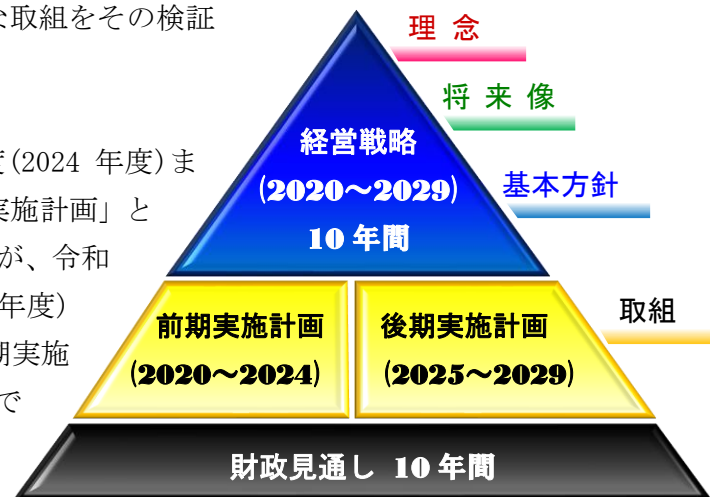 な取組をその検証
度(2024 年度)ま
実施計画」と
が、令和
年度)
期実施
で
理 念
将 来 像
基本方針
取組
経営戦略
(2020～2029)
10 年間
前期実施計画
(2020～2024)
後期実施計画
(2025～2029)
財政見通し 10 年間